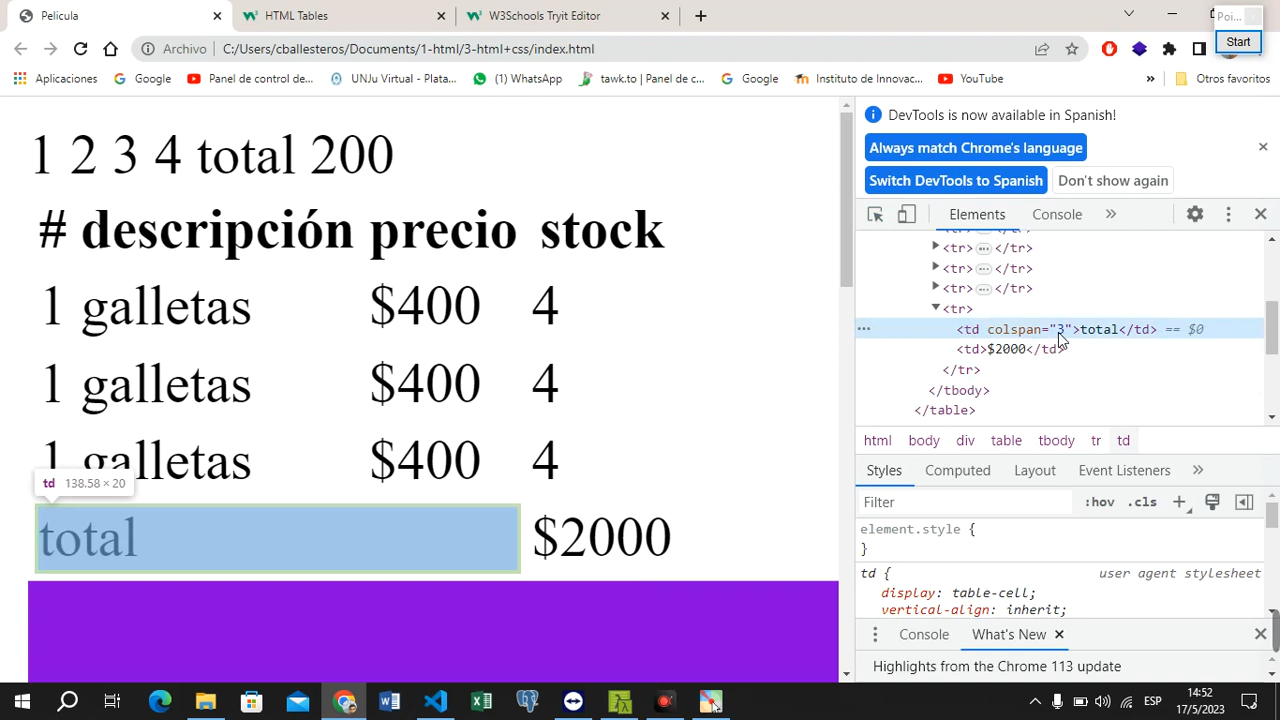 Película
HTML Tables
W3Schools Tryit Editor
Poi...
Start
Archivo C:/Users/cballesteros/Documents/1-html/3-html+css/index.html
Aplicaciones
Google
Panel de control de...
UNJu Virtual - Plata...
(1) WhatsApp
tawk.to | Panel de c...
Google
Instituto de Innovac...
YouTube
Otros favoritos
1 2 3 4 total 200
# descripción precio stock
1 galletas $400 4
1 galletas $400 4
1 galletas $400 4
td 138.58 × 20
total $2000
DevTools is now available in Spanish!
Always match Chrome's language
Switch DevTools to Spanish
Don't show again
Elements Console
<tr> ... </tr>
<tr> ... </tr>
<tr> ... </tr>
<tr> ... </tr>
<tr>
<td colspan="3">total</td> == $0
<td>$2000</td>
</tr>
</tbody>
</table>
html body div table tbody tr td
Styles Computed Layout Event Listeners
Filter :hov .cls
element.style {
}
td { user agent stylesheet
display: table-cell;
vertical-align: inherit;
Console What's New
Highlights from the Chrome 113 update
ESP
14:52
17/5/2023